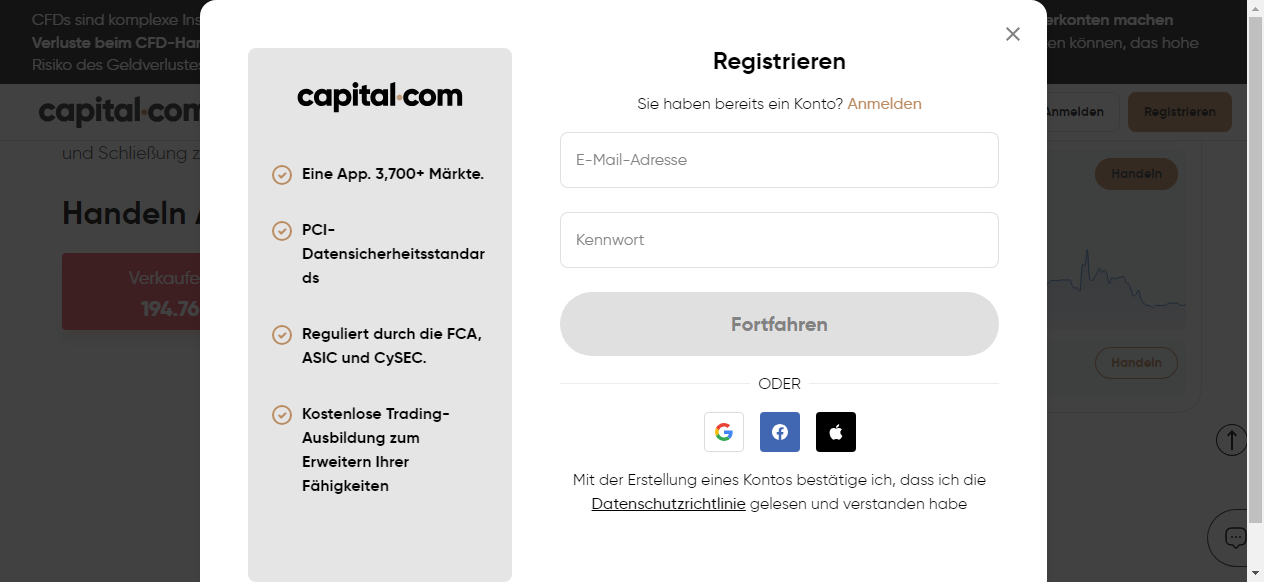 CFDs sind komplexe Ins
erkonten machen
Verluste beim CFD-Har
en können, das hohe
Risiko des Geldverlustes
capital.com
Anmelden
Registrieren
und Schließung z
Handeln
Verkaufe
194.76
Handeln
Handeln
capital.com
Eine App. 3,700+ Märkte.
PCI-
Datensicherheitsstandar
ds
Reguliert durch die FCA,
ASIC und CySEC.
Kostenlose Trading-
Ausbildung zum
Erweitern Ihrer
Fähigkeiten
Registrieren
Sie haben bereits ein Konto? Anmelden
E-Mail-Adresse
Kennwort
Fortfahren
ODER
Mit der Erstellung eines Kontos bestätige ich, dass ich die
Datenschutzrichtlinie gelesen und verstanden habe